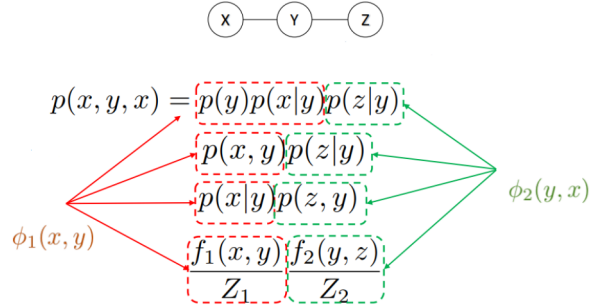 X Y Z
p(x, y, x) = p(y)p(x|y)p(z|y)
p(x, y)p(z|y)
p(x|y)p(z, y)
ϕ₂(y, x)
ϕ₁(x, y)
f₁(x, y) f₂(y, z)
Z₁ Z₂